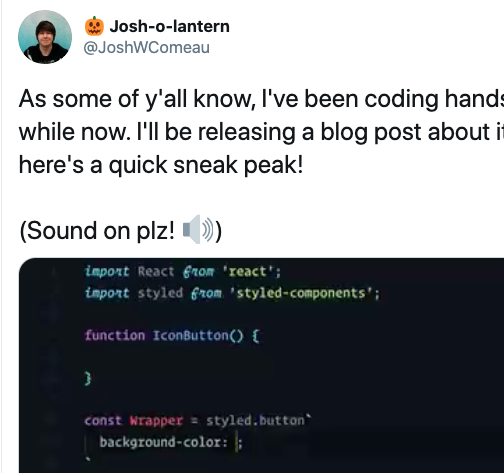 🎃 Josh-o-lantern
@JoshWComeau
As some of y'all know, I've been coding hands
while now. I'll be releasing a blog post about i
here's a quick sneak peak!
(Sound on plz! 🔊)
import React from 'react';
import styled from 'styled-components';
function IconButton() {
}
const Wrapper = styled.button`
background-color: ;
`